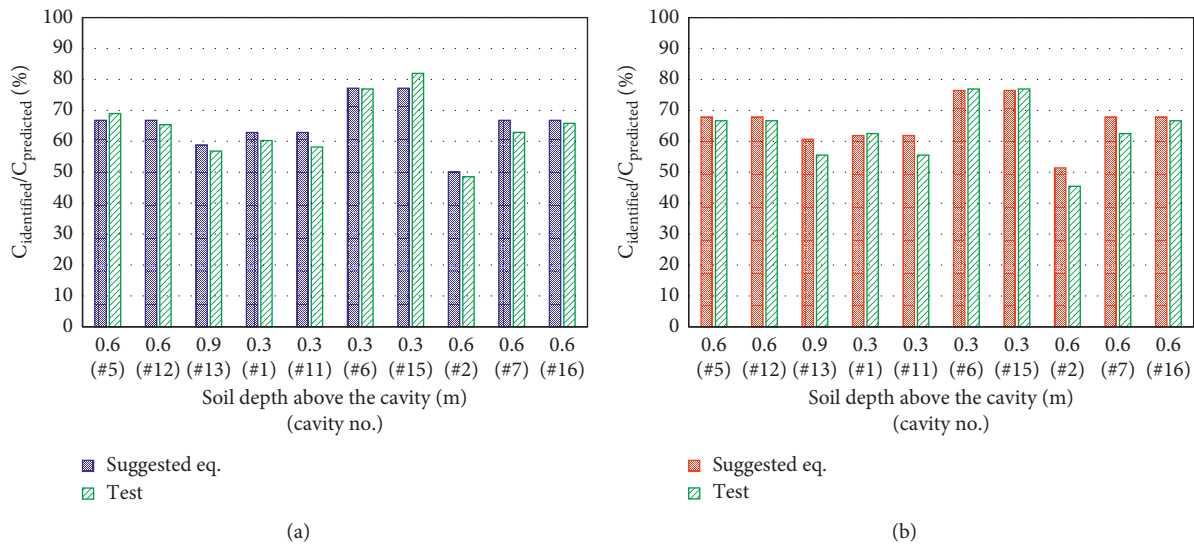 100
90
80
70
60
50
40
30
20
10
0
C_identified/C_predicted (%)
0.6 0.6 0.9 0.3 0.3 0.3 0.3 0.6 0.6 0.6
(#5) (#12) (#13) (#1) (#11) (#6) (#15) (#2) (#7) (#16)
Soil depth above the cavity (m)
(cavity no.)
Suggested eq.
Test
(a)
100
90
80
70
60
50
40
30
20
10
0
C_identified/C_predicted (%)
0.6 0.6 0.9 0.3 0.3 0.3 0.3 0.6 0.6 0.6
(#5) (#12) (#13) (#1) (#11) (#6) (#15) (#2) (#7) (#16)
Soil depth above the cavity (m)
(cavity no.)
Suggested eq.
Test
(b)